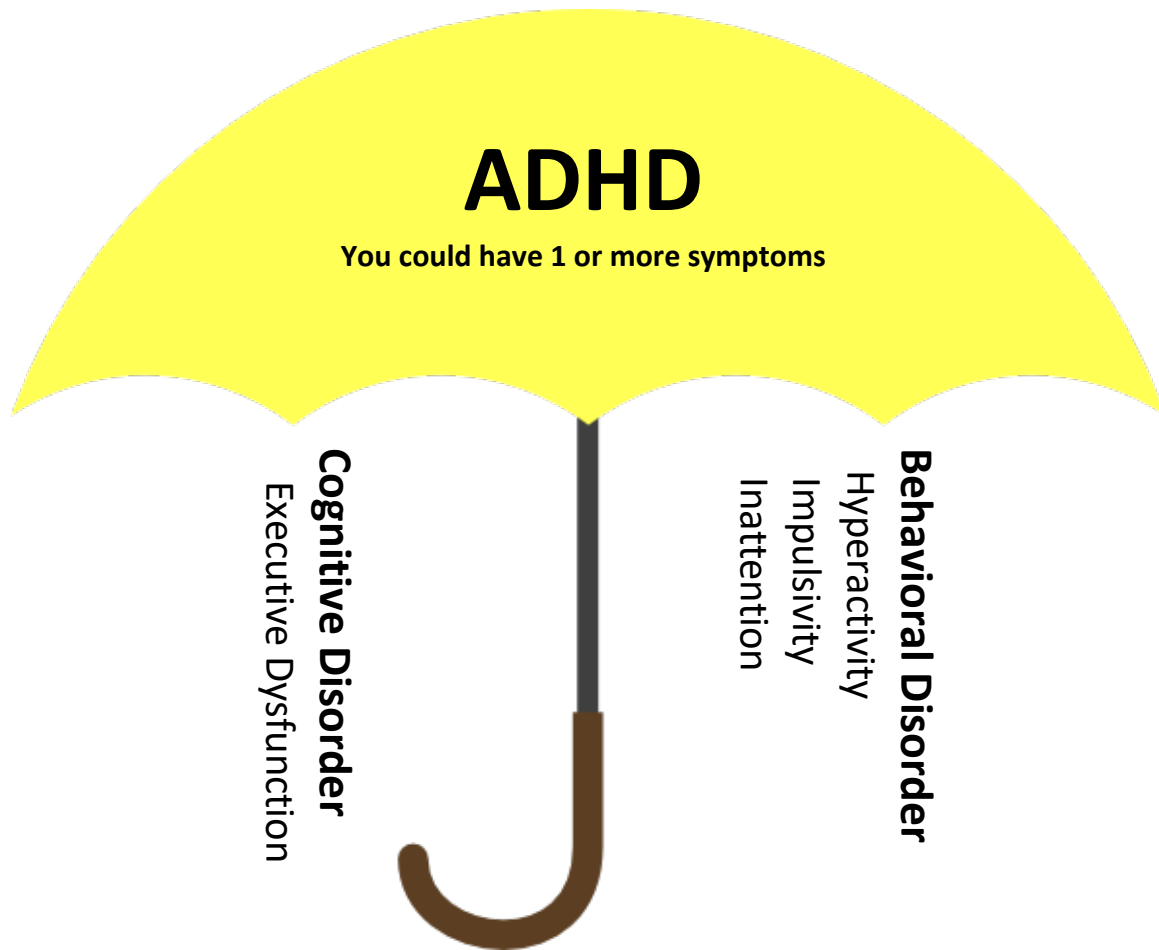 ADHD
You could have 1 or more symptoms
Cognitive Disorder
Executive Dysfunction
Behavioral Disorder
Hyperactivity
Impulsivity
Inattention